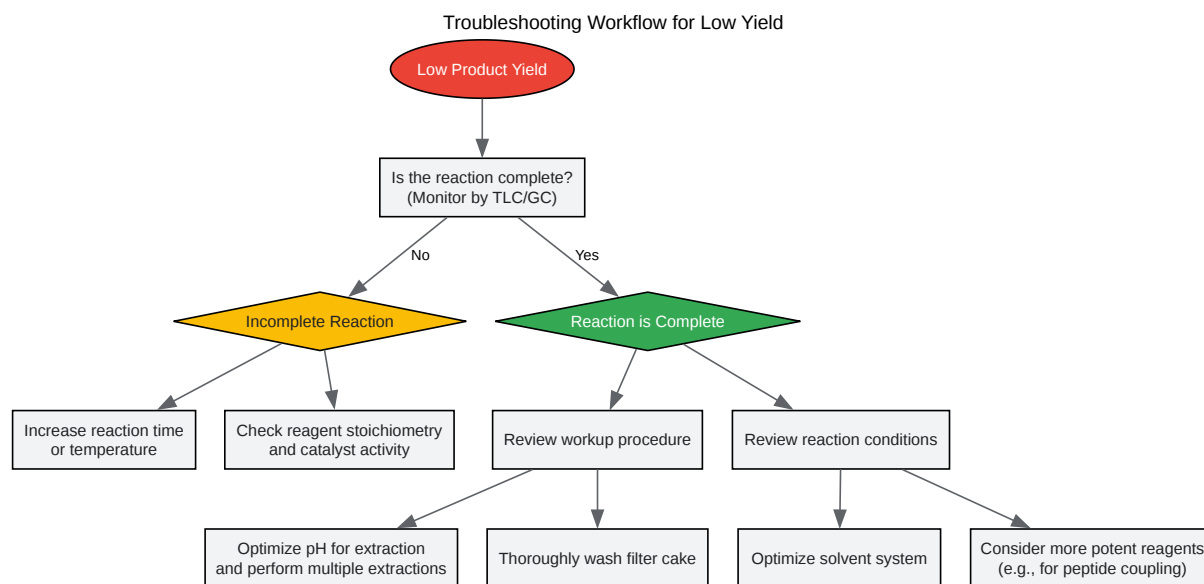 Troubleshooting Workflow for Low Yield
Low Product Yield
Is the reaction complete?
(Monitor by TLC/GC)
No
Yes
Incomplete Reaction
Reaction is Complete
Increase reaction time
or temperature
Check reagent stoichiometry
and catalyst activity
Review workup procedure
Review reaction conditions
Optimize pH for extraction
and perform multiple extractions
Thoroughly wash filter cake
Optimize solvent system
Consider more potent reagents
(e.g., for peptide coupling)